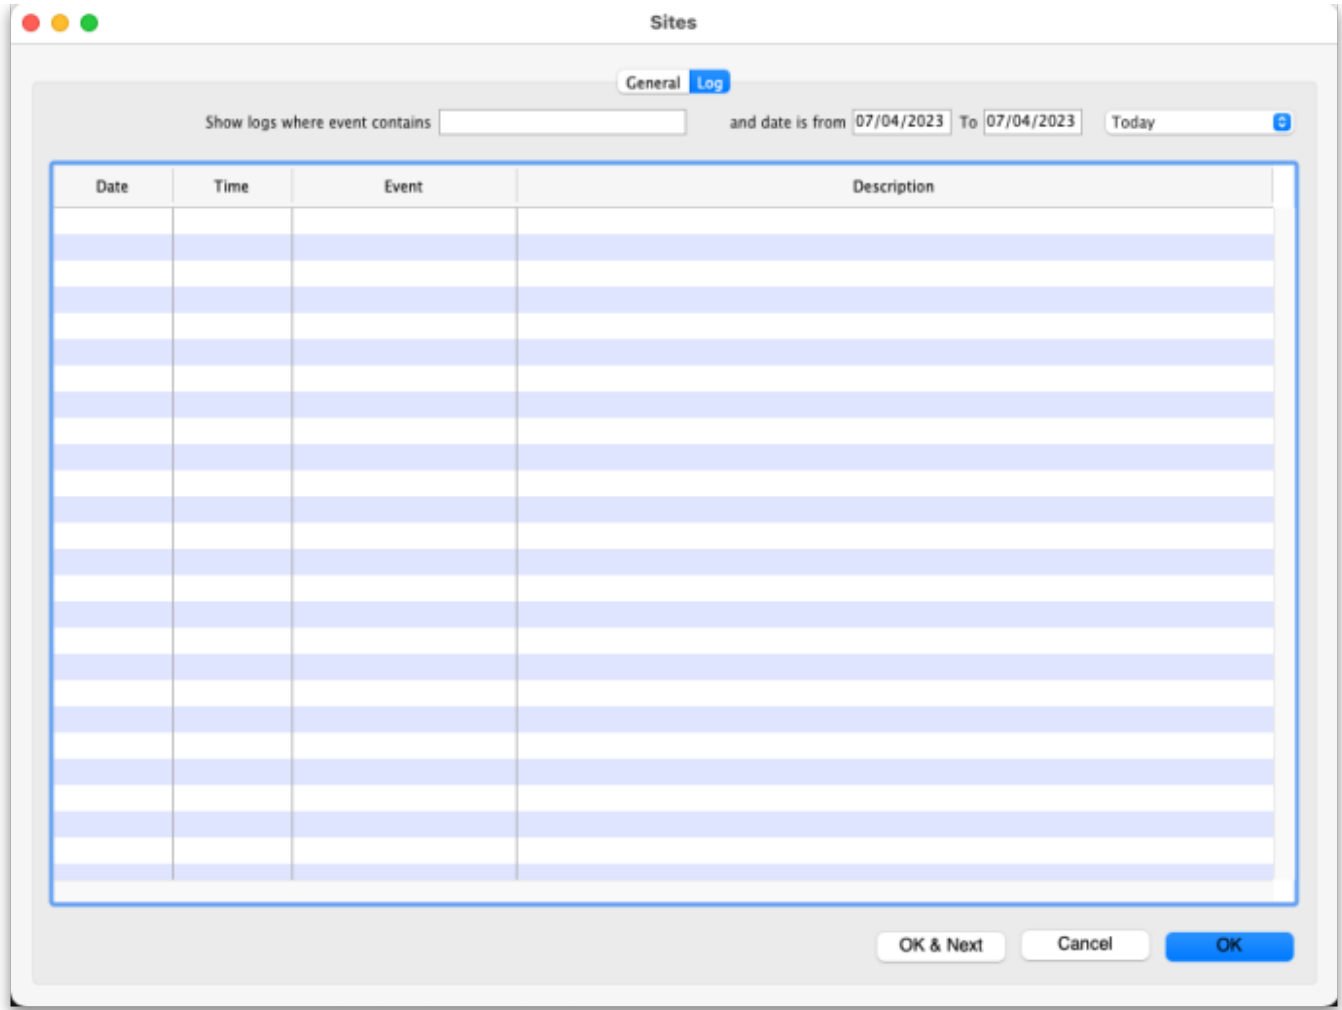 Sites
General Log
Show logs where event contains and date is from 07/04/2023 To 07/04/2023 Today
Date Time Event Description
OK & Next Cancel OK